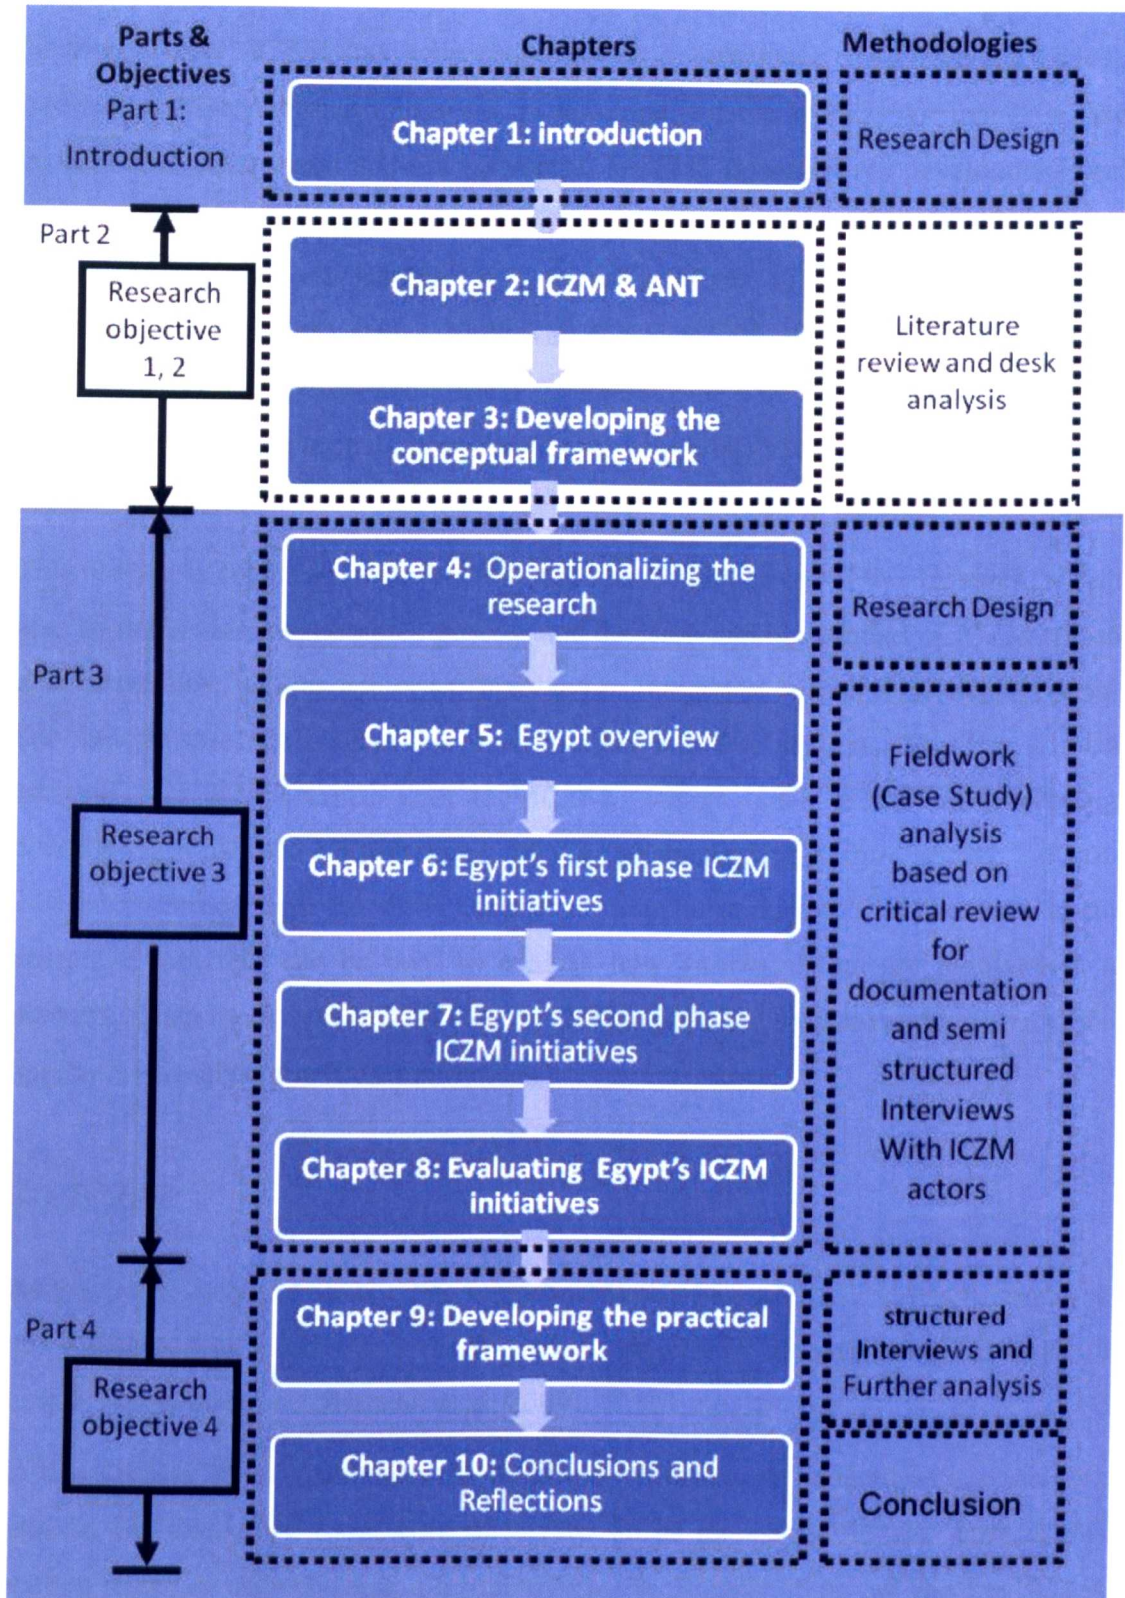 Parts &
Objectives
Chapters
Methodologies
Part 1:
Introduction
Chapter 1: introduction
Research Design
Part 2
Research
objective
1, 2
Chapter 2: ICZM & ANT
Chapter 3: Developing the
conceptual framework
Literature
review and desk
analysis
Part 3
Research
objective 3
Chapter 4: Operationalizing the
research
Research Design
Chapter 5: Egypt overview
Chapter 6: Egypt's first phase ICZM
initiatives
Chapter 7: Egypt's second phase
ICZM initiatives
Chapter 8: Evaluating Egypt's ICZM
initiatives
Fieldwork
(Case Study)
analysis
based on
critical review
for
documentation
and semi
structured
Interviews
With ICZM
actors
Part 4
Research
objective 4
Chapter 9: Developing the practical
framework
structured
Interviews and
Further analysis
Chapter 10: Conclusions and
Reflections
Conclusion